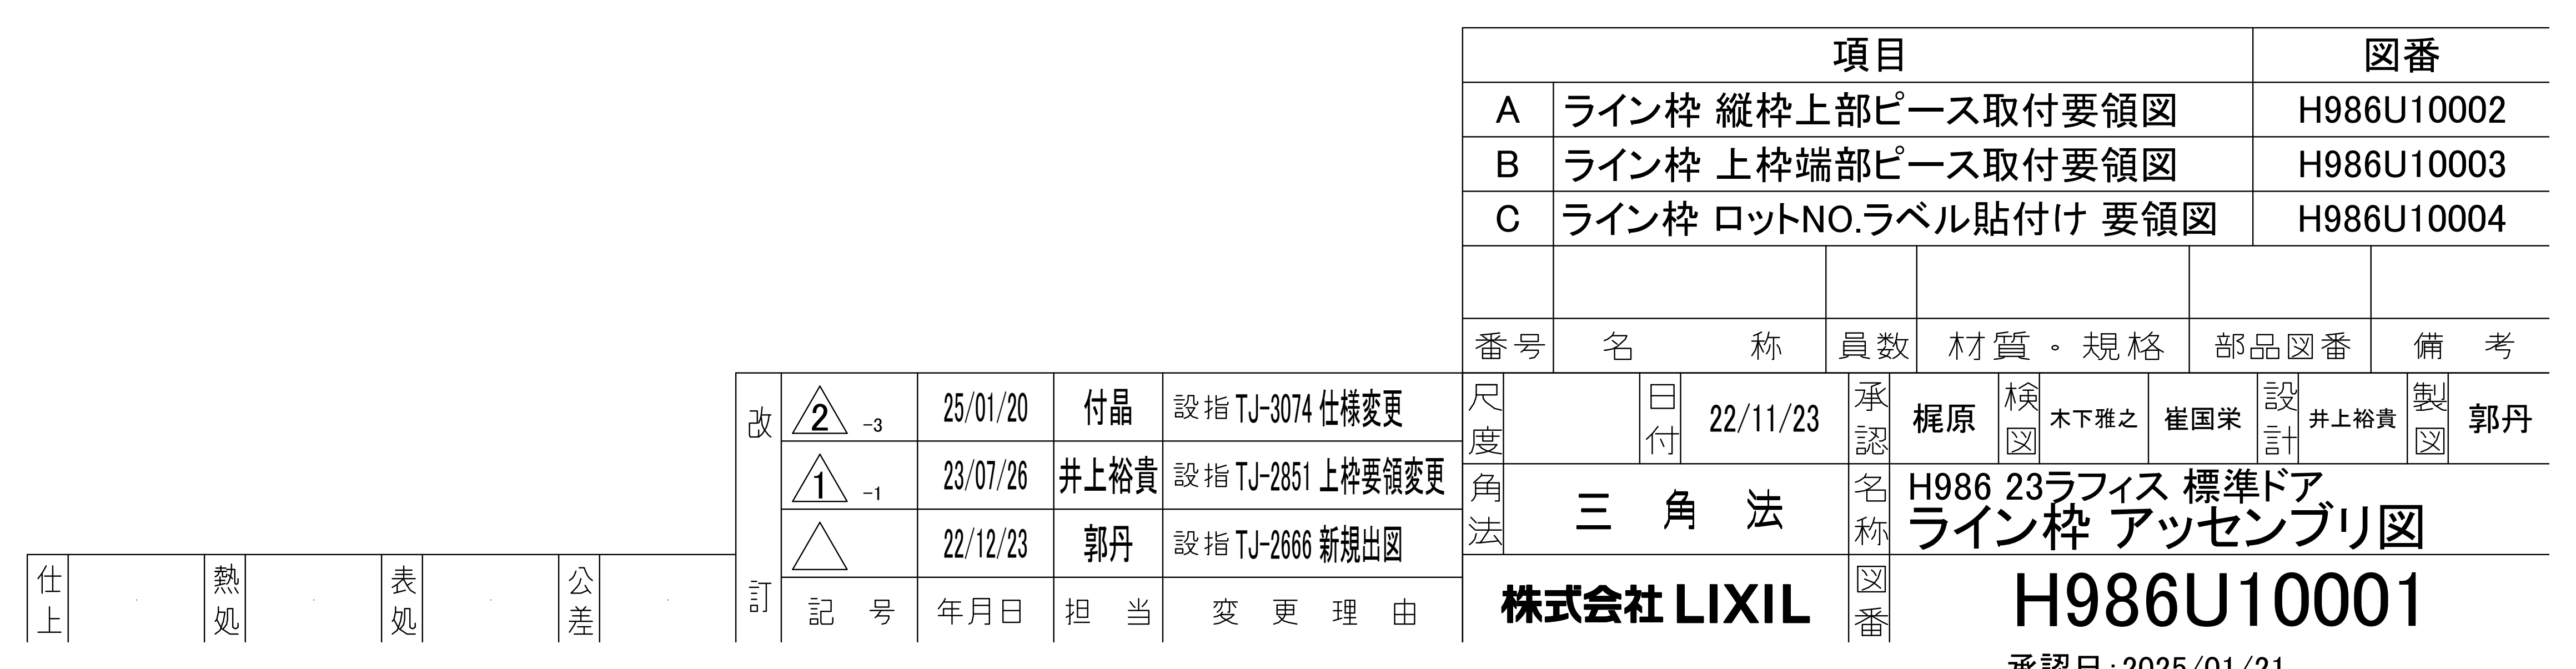 項目 図番
A ライン枠 縦枠上部ピース取付要領図 H986U10002
B ライン枠 上枠端部ピース取付要領図 H986U10003
C ライン枠 ロットNO.ラベル貼付け 要領図 H986U10004
番号 名称 員数 材質・規格 部品図番 備考
改訂
2 -3 25/01/20 付晶 設指 TJ-3074 仕様変更
1 -1 23/07/26 井上裕貴 設指 TJ-2851 上枠要領変更
22/12/23 郭丹 設指 TJ-2666 新規出図
記号 年月日 担当 変更理由
尺度 日付 22/11/23 承認 梶原 検図 木下雅之 崔国栄 設計 井上裕貴 製図 郭丹
角法 三角法 名称 H986 23ラフィス 標準ドア
ライン枠 アッセンブリ図
仕上 熱処 表処 公差
株式会社 LIXIL 図番 H986U10001
承認日:2025/01/21